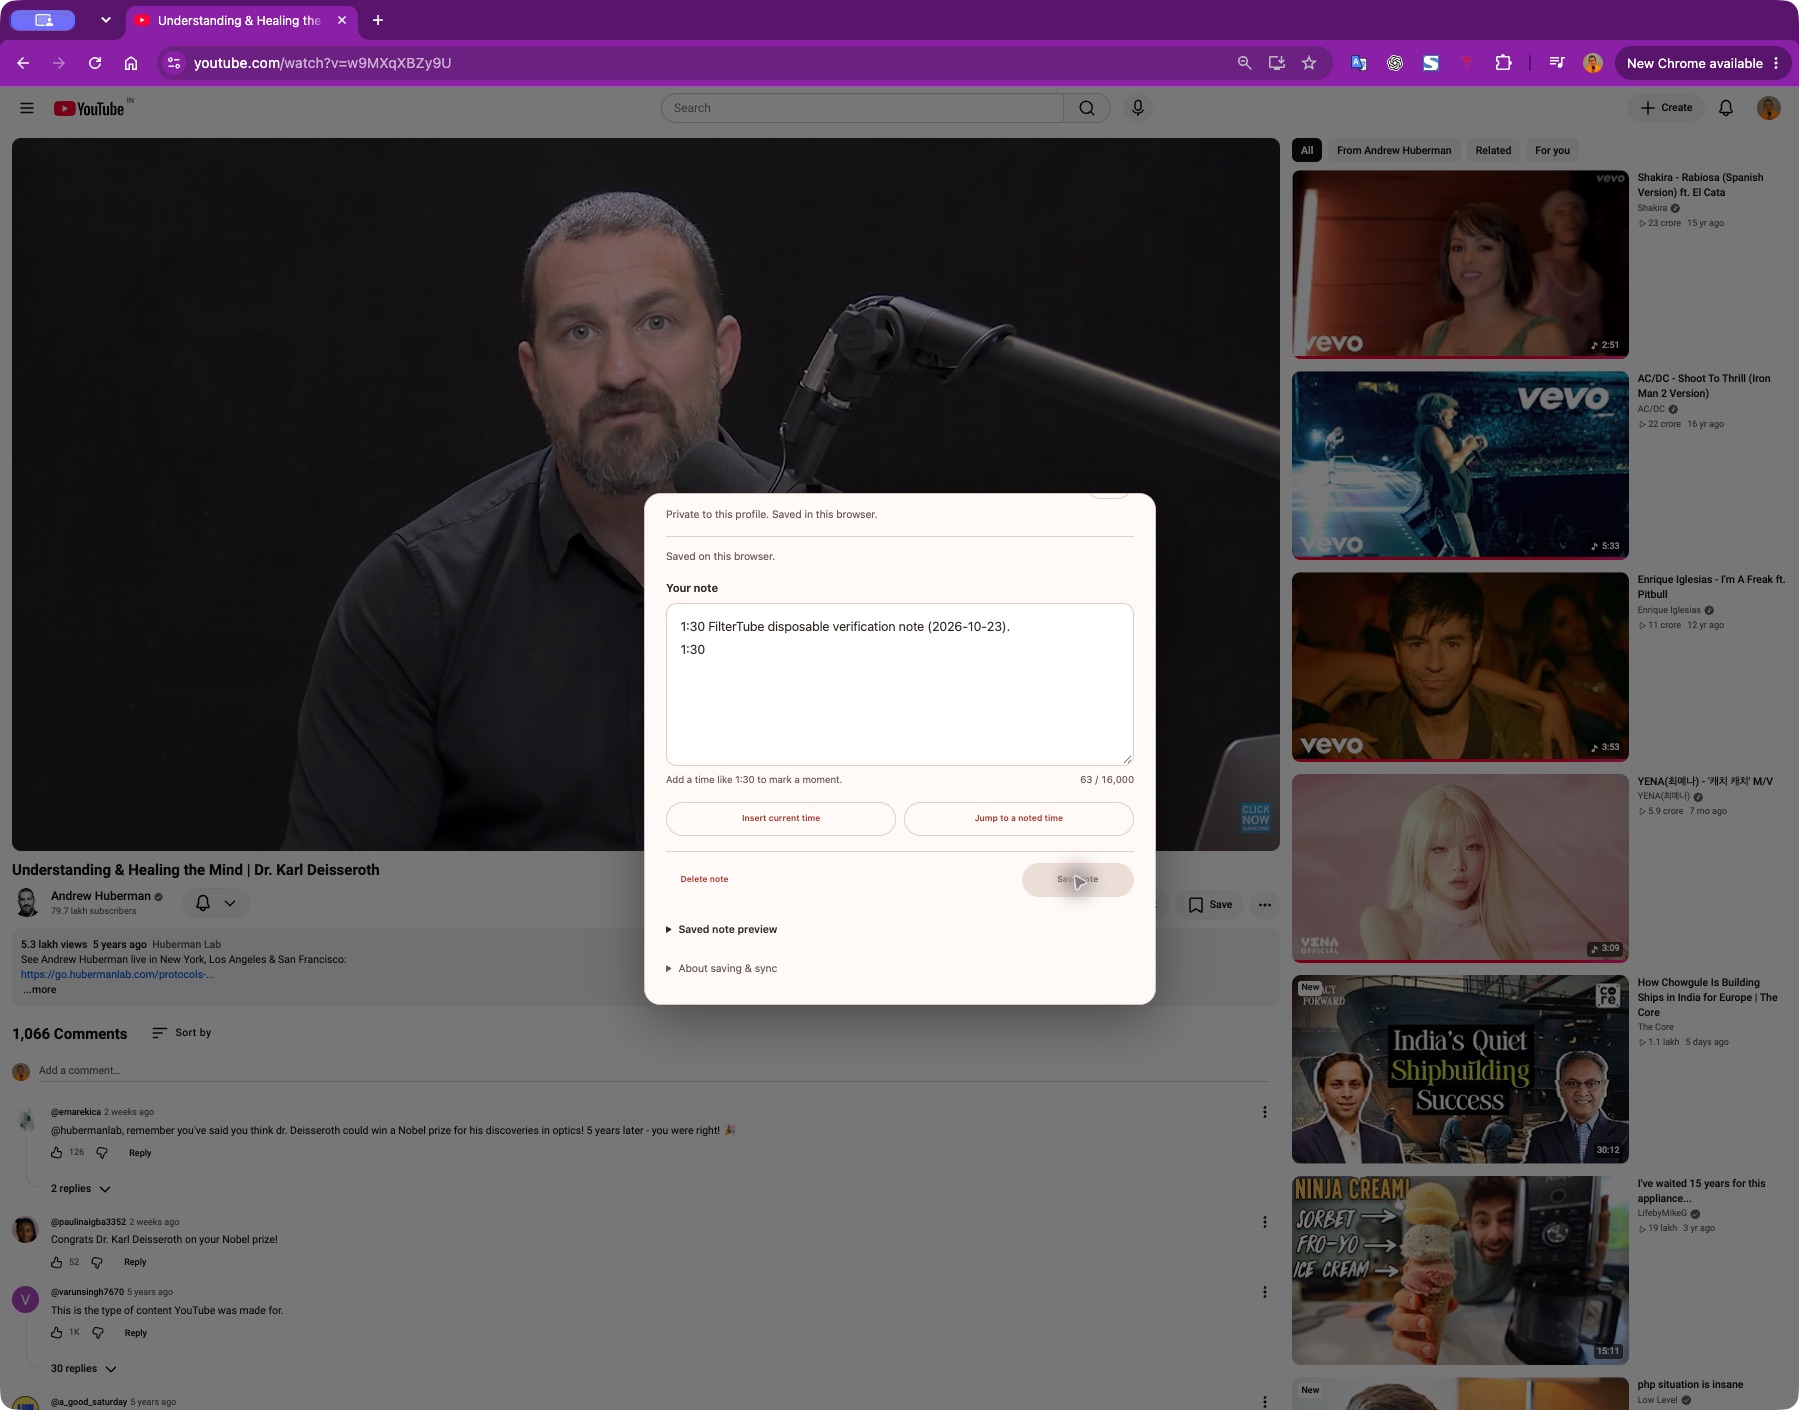 Understanding & Healing the
youtube.com/watch?v=w9MXqXBZy9U
New Chrome available
YouTube IN
Search
Create
All
From Andrew Huberman
Related
For you
vevo
vevo
2:51
Shakira - Rabiosa (Spanish
Version) ft. El Cata
Shakira
23 crore 15 yr ago
vevo
vevo
5:33
AC/DC - Shoot To Thrill (Iron
Man 2 Version)
AC/DC
22 crore 16 yr ago
vevo
3:53
Enrique Iglesias - I'm A Freak ft.
Pitbull
Enrique Iglesias
11 crore 12 yr ago
YENA
OFFICIAL
3:09
YENA(최예나) - '캐치 캐치' M/V
YENA(최예나)
5.9 crore 7 mo ago
New
FORWARD
core
India's Quiet
Shipbuilding
Success
30:12
How Chowgule Is Building
Ships in India for Europe | The
Core
The Core
1.1 lakh 5 days ago
NINJA CREAMI
SORBET
FRO-YO
ICE CREAM
15:11
I've waited 15 years for this
appliance...
LifebyMikeG
19 lakh 3 yr ago
New
php situation is insane
Low Level
CLICK
NOW
SUBSCRIBE
Private to this profile. Saved in this browser.
Saved on this browser.
Your note
1:30 FilterTube disposable verification note (2026-10-23).
1:30
Add a time like 1:30 to mark a moment.
63 / 16,000
Insert current time
Jump to a noted time
Delete note
Save note
Saved note preview
About saving & sync
Understanding & Healing the Mind | Dr. Karl Deisseroth
Andrew Huberman
79.7 lakh subscribers
Save
5.3 lakh views 5 years ago Huberman Lab
See Andrew Huberman live in New York, Los Angeles & San Francisco:
https://go.hubermanlab.com/protocols-...
...more
1,066 Comments
Sort by
Add a comment...
@emarekica 2 weeks ago
@hubermanlab, remember you've said you think dr. Deisseroth could win a Nobel prize for his discoveries in optics! 5 years later - you were right! 🎉
126
Reply
2 replies
@paulinaigba3352 2 weeks ago
Congrats Dr. Karl Deisseroth on your Nobel prize!
52
Reply
V
@varunsingh7670 5 years ago
This is the type of content YouTube was made for.
1K
Reply
30 replies
@a_good_saturday 5 years ago